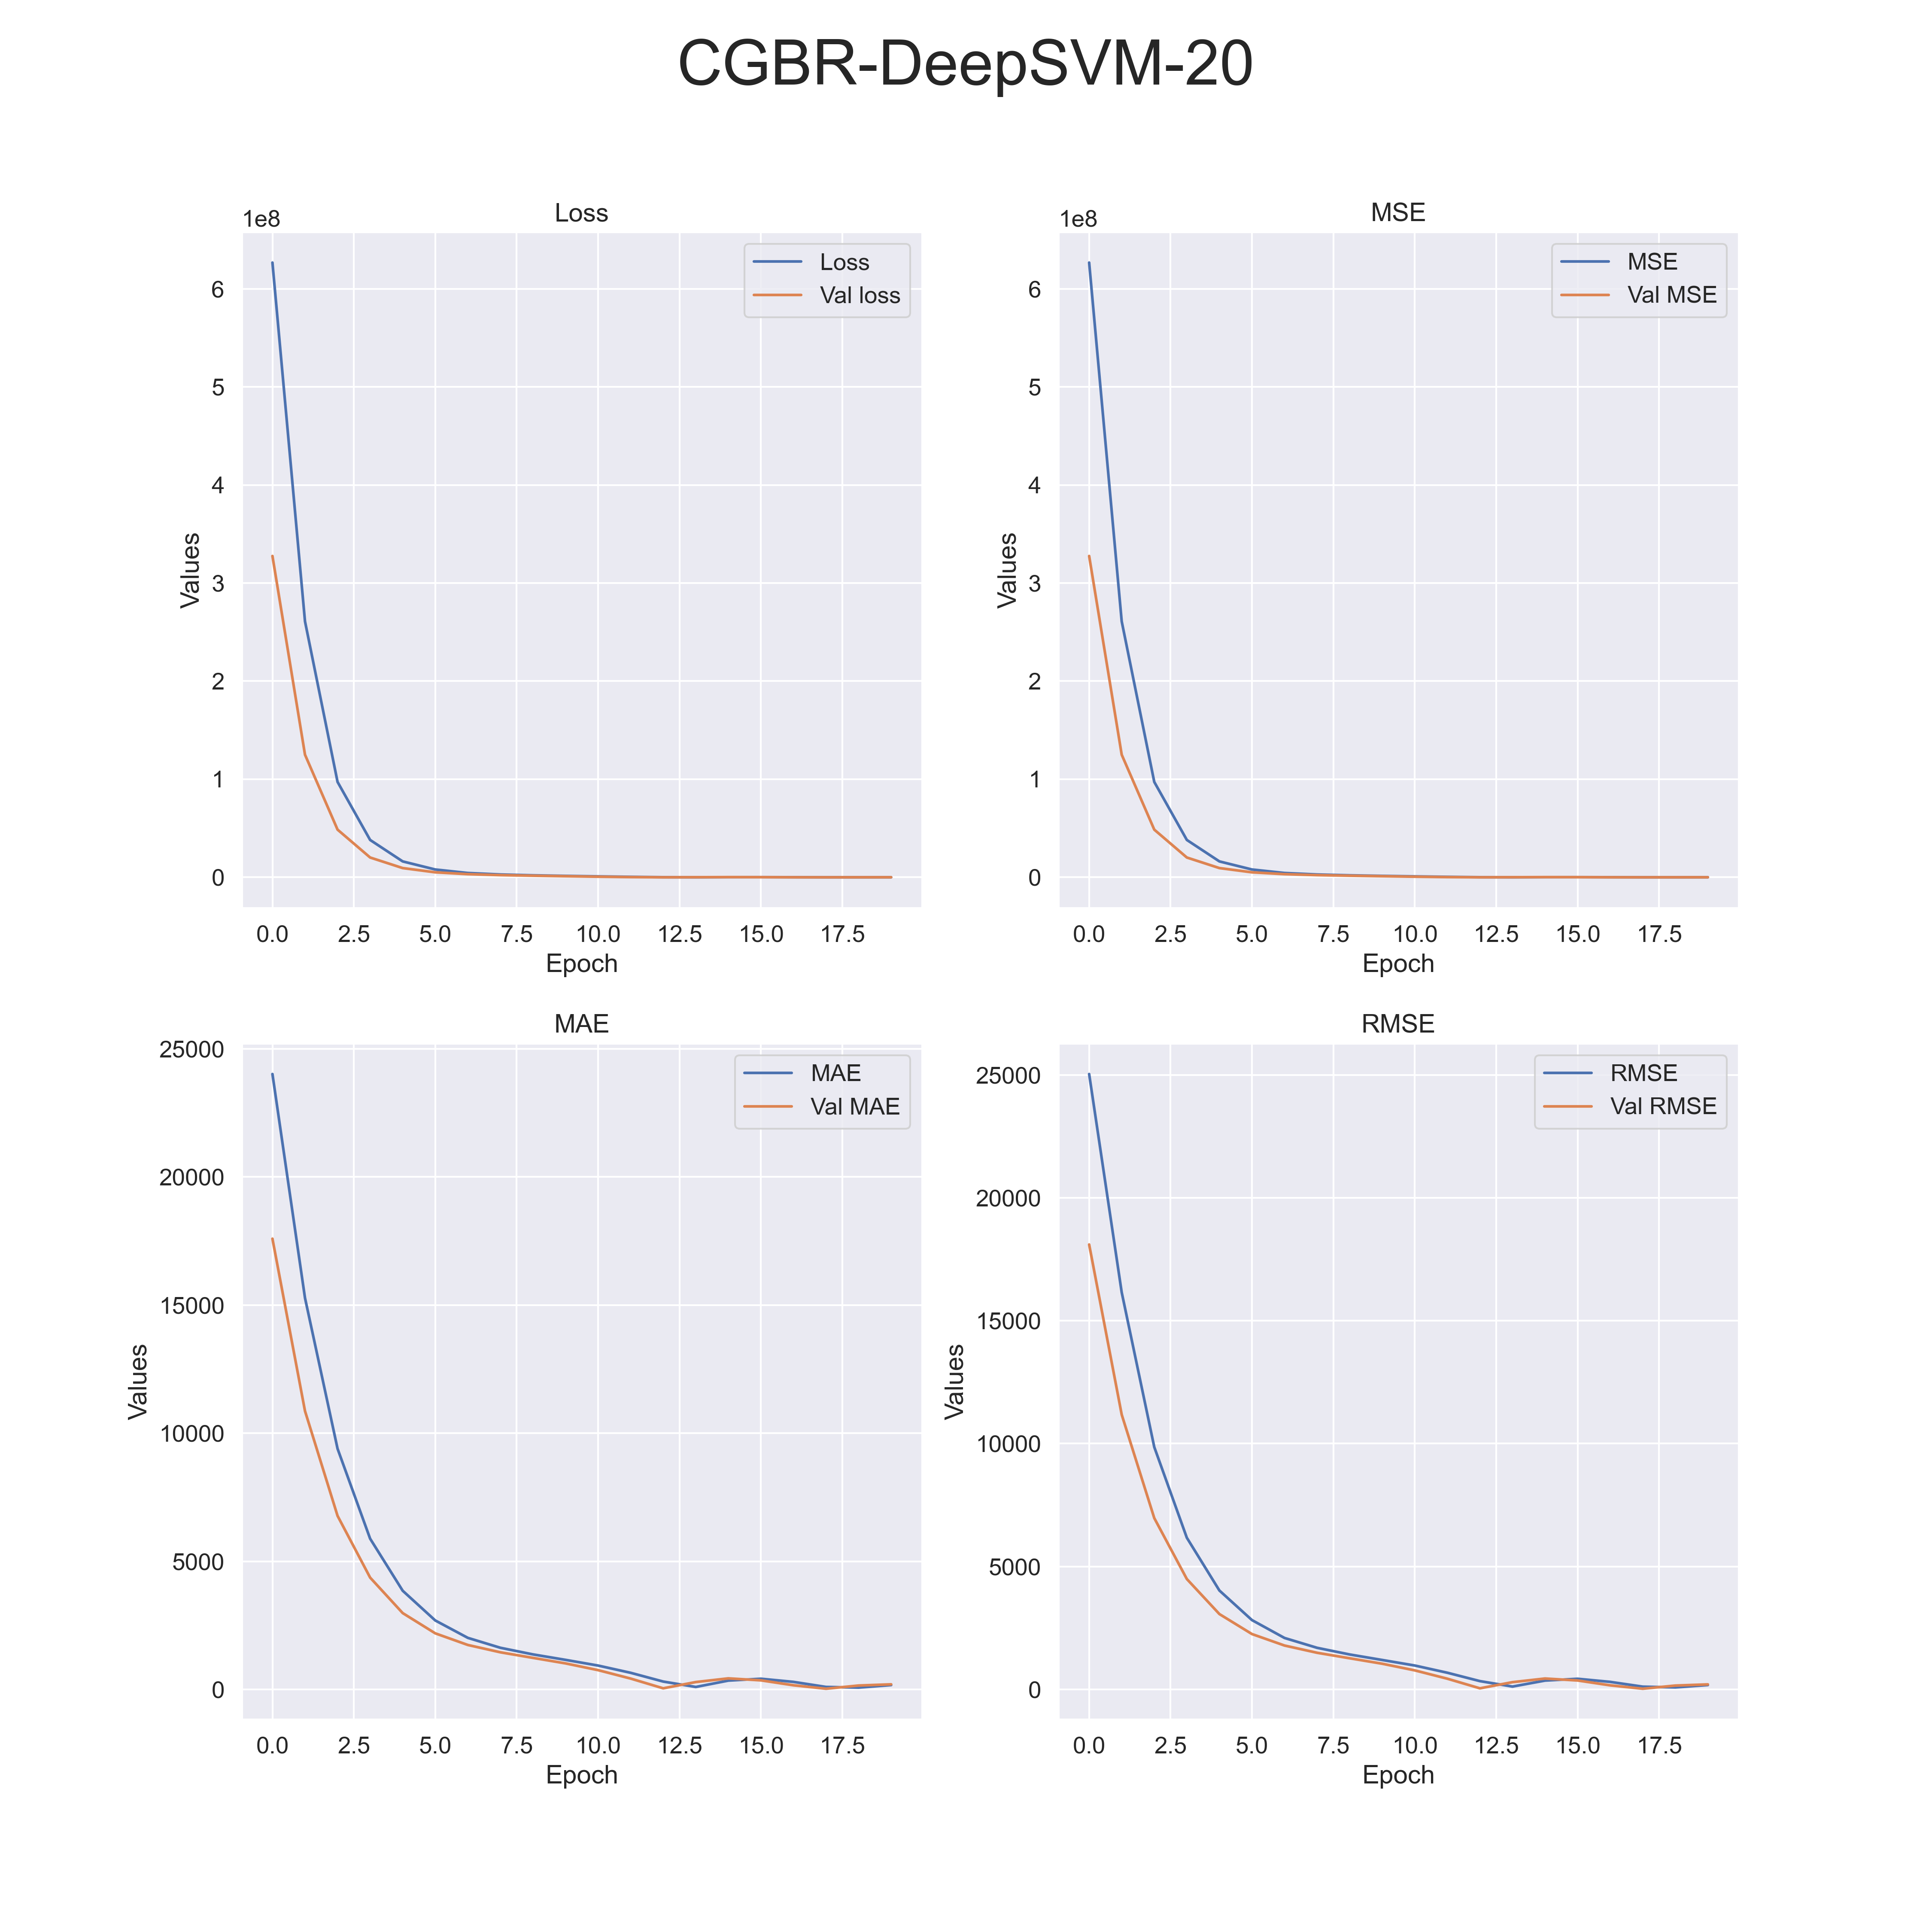 CGBR-DeepSVM-20
Loss
1e8
Loss
Val loss
6
5
4
3
2
1
0
Values
0.0 2.5 5.0 7.5 10.0 12.5 15.0 17.5
Epoch
MSE
1e8
MSE
Val MSE
6
5
4
3
2
1
0
Values
0.0 2.5 5.0 7.5 10.0 12.5 15.0 17.5
Epoch
MAE
MAE
Val MAE
25000
20000
15000
10000
5000
0
Values
0.0 2.5 5.0 7.5 10.0 12.5 15.0 17.5
Epoch
RMSE
RMSE
Val RMSE
25000
20000
15000
10000
5000
0
Values
0.0 2.5 5.0 7.5 10.0 12.5 15.0 17.5
Epoch